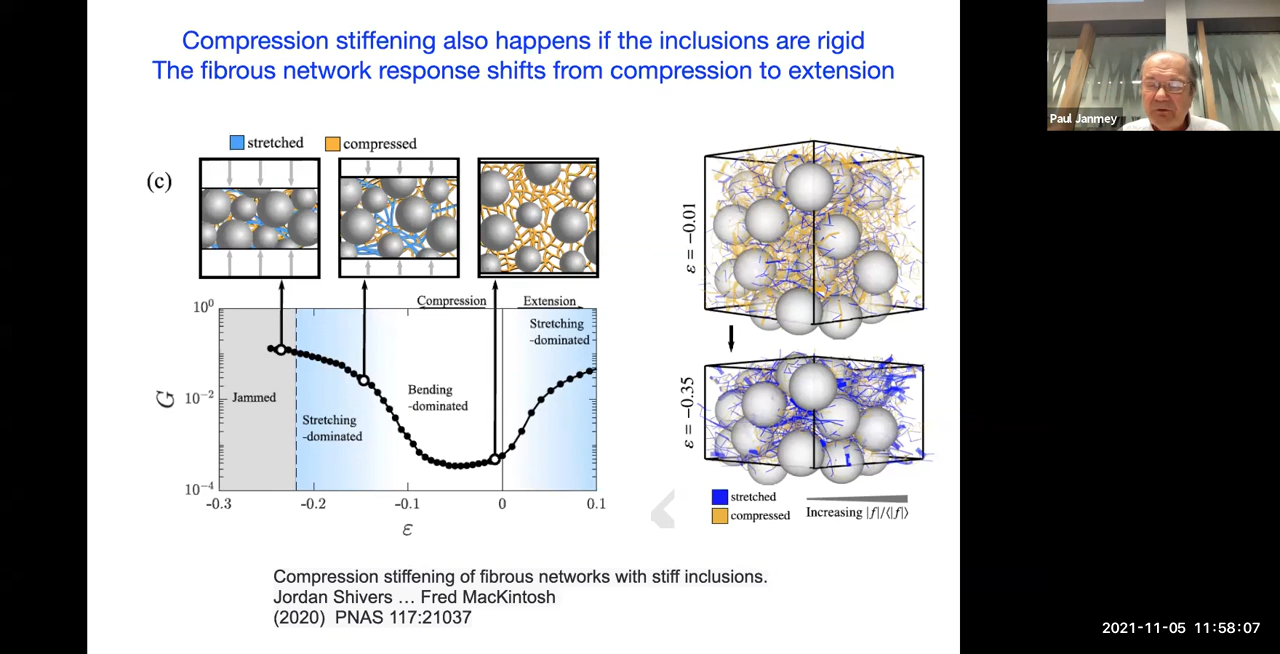 Compression stiffening also happens if the inclusions are rigid
The fibrous network response shifts from compression to extension
Paul Janmey
stretched compressed
(c)
Compression Extension
Stretching
-dominated
Bending
-dominated
Jammed
Stretching
-dominated
G
10⁰
10⁻²
10⁻⁴
-0.3 -0.2 -0.1 0 0.1
ε
ε = −0.01
ε = −0.35
stretched
compressed
Increasing |f|/⟨|f|⟩
Compression stiffening of fibrous networks with stiff inclusions.
Jordan Shivers … Fred MacKintosh
(2020) PNAS 117:21037
2021-11-05 11:58:07